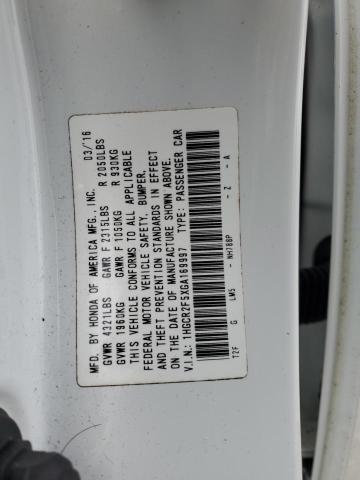 MFD. BY HONDA OF AMERICA MFG., INC. 03/16
GVWR 4321LBS GAWR F 2315LBS R 2050LBS
GVWR 1960KG GAWR F 1050KG R 930KG
THIS VEHICLE CONFORMS TO ALL APPLICABLE
FEDERAL MOTOR VEHICLE SAFETY, BUMPER,
AND THEFT PREVENTION STANDARDS IN EFFECT
ON THE DATE OF MANUFACTURE SHOWN ABOVE.
V.I.N.: 1HGCR2F5XGA169997 TYPE: PASSENGER CAR
T2F G LM5 - NH788P - Z - A